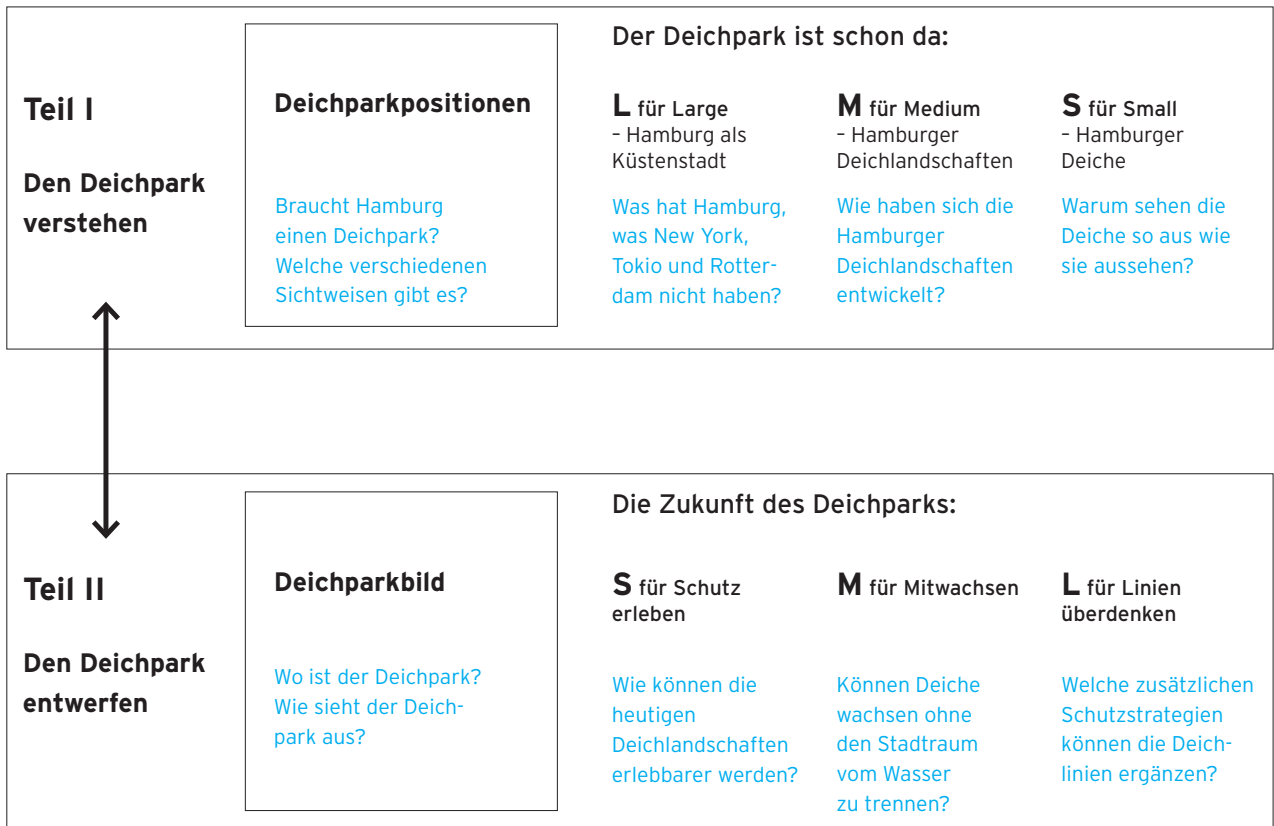 Teil I
Den Deichpark
verstehen
Deichparkpositionen
Braucht Hamburg
einen Deichpark?
Welche verschiedenen
Sichtweisen gibt es?
Der Deichpark ist schon da:
L für Large
– Hamburg als
Küstenstadt
Was hat Hamburg,
was New York,
Tokio und Rotter-
dam nicht haben?
M für Medium
– Hamburger
Deichlandschaften
Wie haben sich die
Hamburger
Deichlandschaften
entwickelt?
S für Small
– Hamburger
Deiche
Warum sehen die
Deiche so aus wie
sie aussehen?
Teil II
Den Deichpark
entwerfen
Deichparkbild
Wo ist der Deichpark?
Wie sieht der Deich-
park aus?
Die Zukunft des Deichparks:
S für Schutz
erleben
Wie können die
heutigen
Deichlandschaften
erlebbarer werden?
M für Mitwachsen
Können Deiche
wachsen ohne
den Stadtraum
vom Wasser
zu trennen?
L für Linien
überdenken
Welche zusätzlichen
Schutzstrategien
können die Deich-
linien ergänzen?